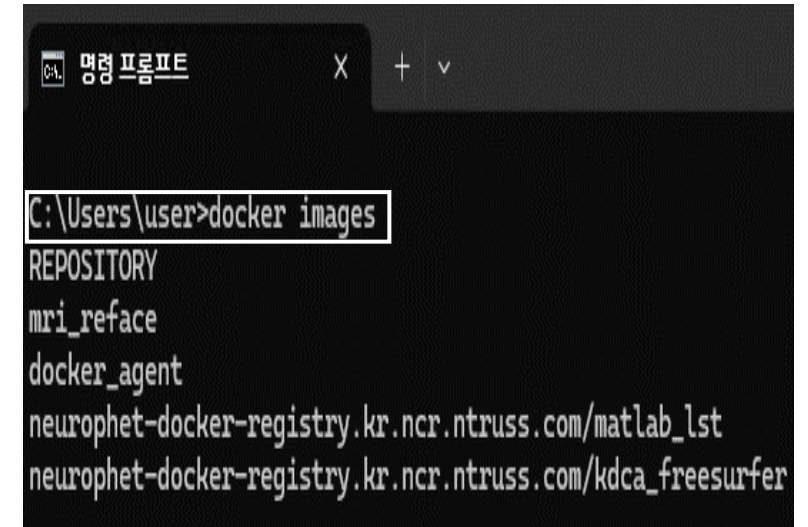 명령 프롬프트
C:\Users\user>docker images
REPOSITORY
mri_reface
docker_agent
neurophet-docker-registry.kr.ncr.ntruss.com/matlab_lst
neurophet-docker-registry.kr.ncr.ntruss.com/kdca_freesurfer